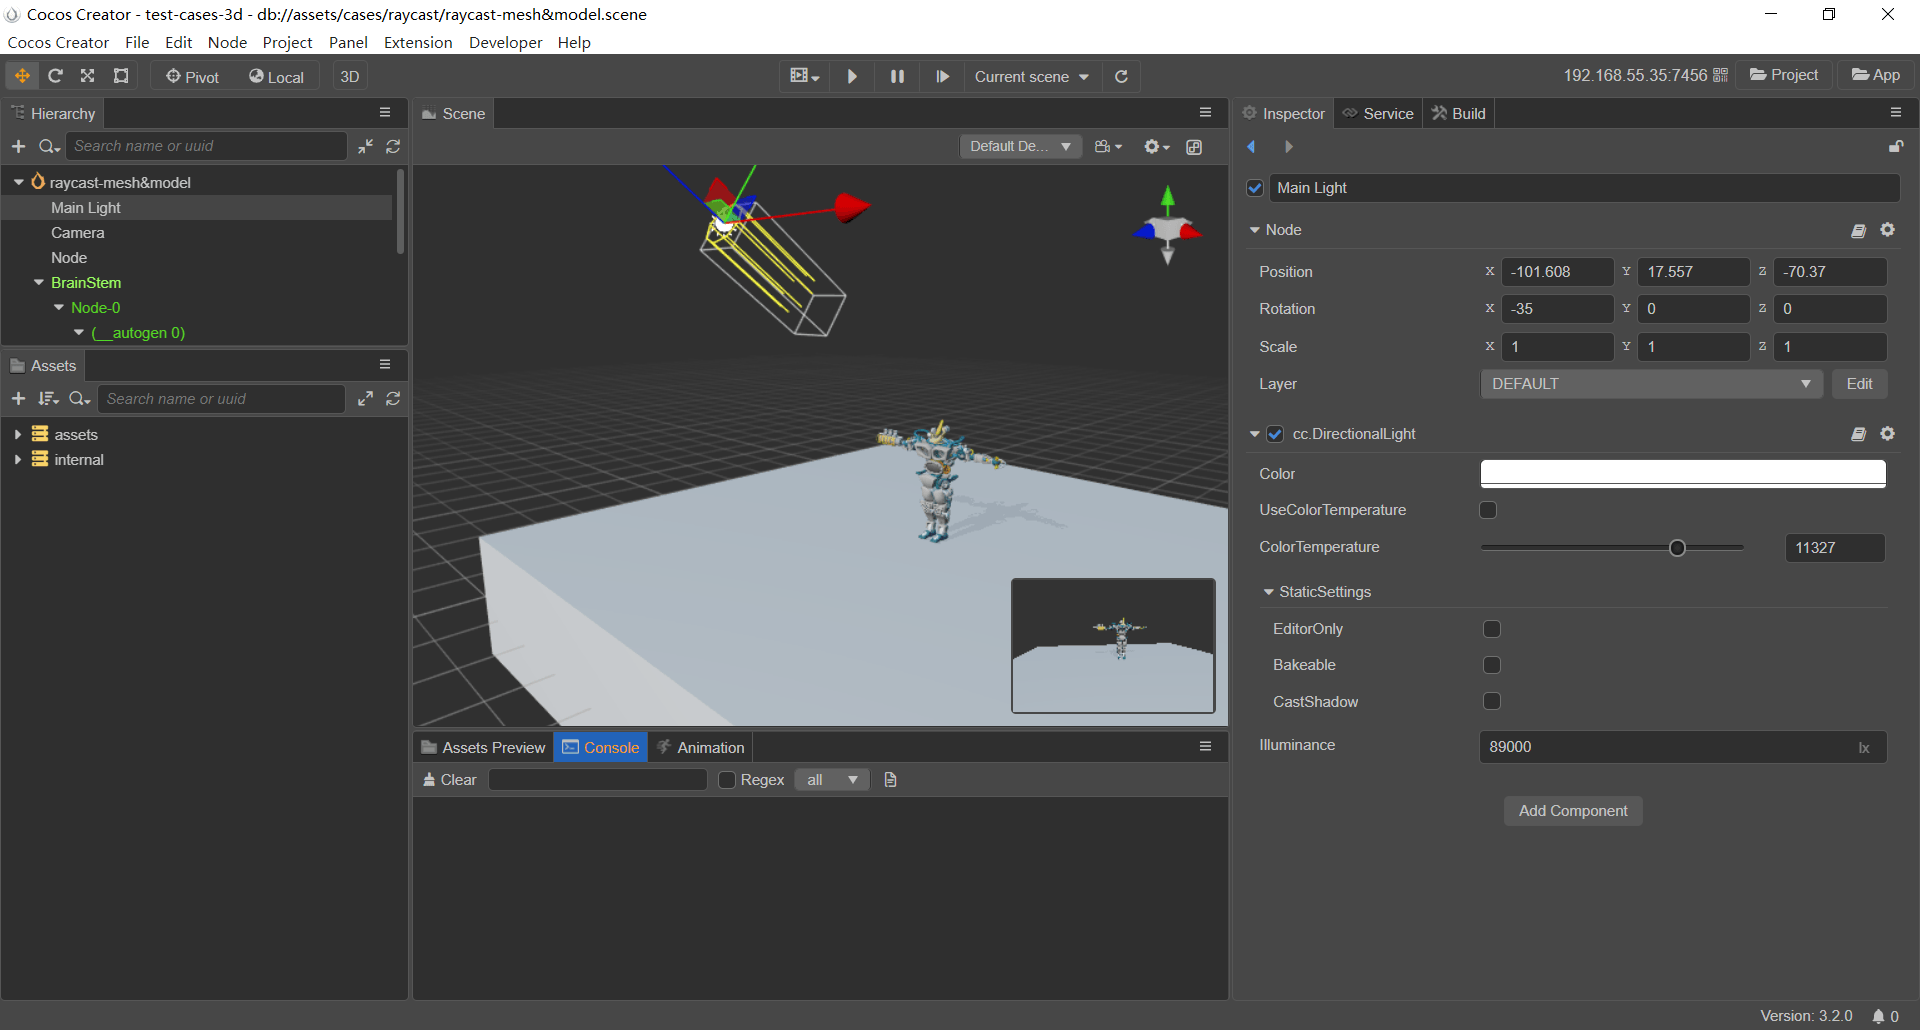 Cocos Creator - test-cases-3d - db://assets/cases/raycast/raycast-mesh&model.scene
Cocos Creator File Edit Node Project Panel Extension Developer Help
Pivot Local 3D Current scene 192.168.55.35:7456 Project App
Hierarchy
Search name or uuid
raycast-mesh&model
Main Light
Camera
Node
BrainStem
Node-0
(__autogen 0)
Assets
Search name or uuid
assets
internal
Scene
Default De...
Assets Preview Console Animation
Clear Regex all
Inspector Service Build
Main Light
Node
Position X -101.608 Y 17.557 Z -70.37
Rotation X -35 Y 0 Z 0
Scale X 1 Y 1 Z 1
Layer DEFAULT Edit
cc.DirectionalLight
Color
UseColorTemperature
ColorTemperature 11327
StaticSettings
EditorOnly
Bakeable
CastShadow
Illuminance 89000 lx
Add Component
Version: 3.2.0 0